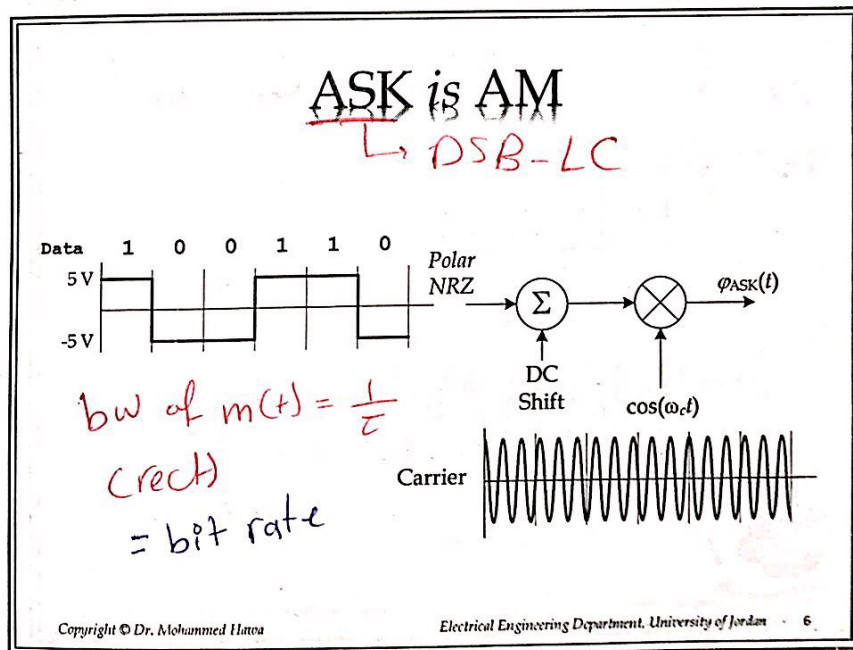 ASK is AM
↳ DSB-LC
Data 1 0 0 1 1 0
5 V
-5 V
Polar
NRZ
Σ
φASK(t)
DC
Shift
cos(ωct)
bw of m(t) = 1/τ
(rect)
= bit rate
Carrier
Copyright © Dr. Mohammed Hawa
Electrical Engineering Department, University of Jordan 6